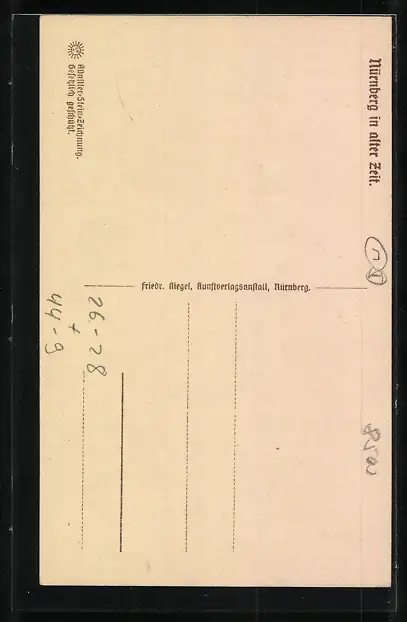 Nürnberg in alter Zeit.
Künstler-Stein-Zeichnung.
Gesetzlich geschützt.
Friedr. Riegel, Kunstverlagsanstalt, Nürnberg.
26 - 28
+
44 - 9